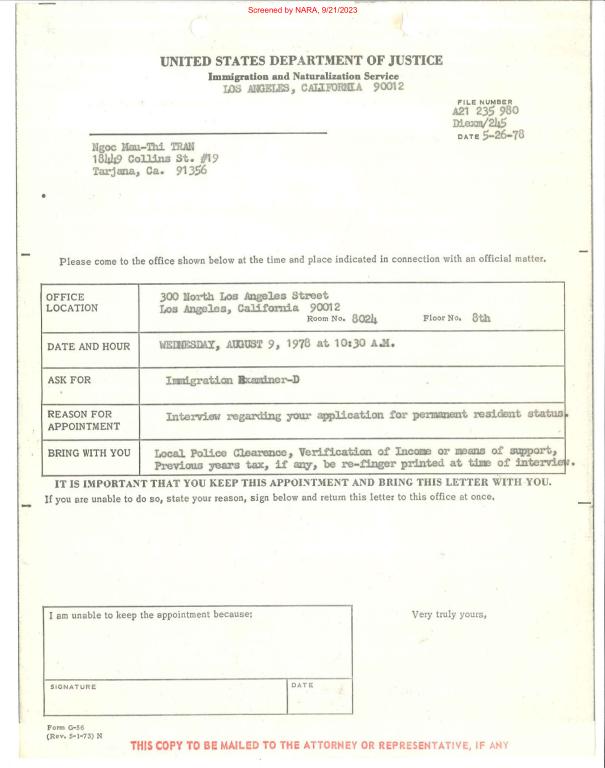 Screened by NARA, 9/21/2023
UNITED STATES DEPARTMENT OF JUSTICE
Immigration and Naturalization Service
LOS ANGELES, CALIFORNIA 90012
FILE NUMBER
A21 235 980
Diexm/245
DATE 5-26-78
Ngoc Mau-Thi TRAN
18449 Collins St. #19
Tarjana, Ca. 91356
Please come to the office shown below at the time and place indicated in connection with an official matter.
OFFICE LOCATION
300 North Los Angeles Street
Los Angeles, California 90012
Room No. 8024 Floor No. 8th
DATE AND HOUR
WEDNESDAY, AUGUST 9, 1978 at 10:30 A.M.
ASK FOR
Immigration Examiner-D
REASON FOR APPOINTMENT
Interview regarding your application for permanent resident status.
BRING WITH YOU
Local Police Clearence, Verification of Income or means of support,
Previous years tax, if any, be re-finger printed at time of interview.
IT IS IMPORTANT THAT YOU KEEP THIS APPOINTMENT AND BRING THIS LETTER WITH YOU.
If you are unable to do so, state your reason, sign below and return this letter to this office at once.
I am unable to keep the appointment because:
Very truly yours,
SIGNATURE
DATE
Form G-56
(Rev. 5-1-73) N
THIS COPY TO BE MAILED TO THE ATTORNEY OR REPRESENTATIVE, IF ANY